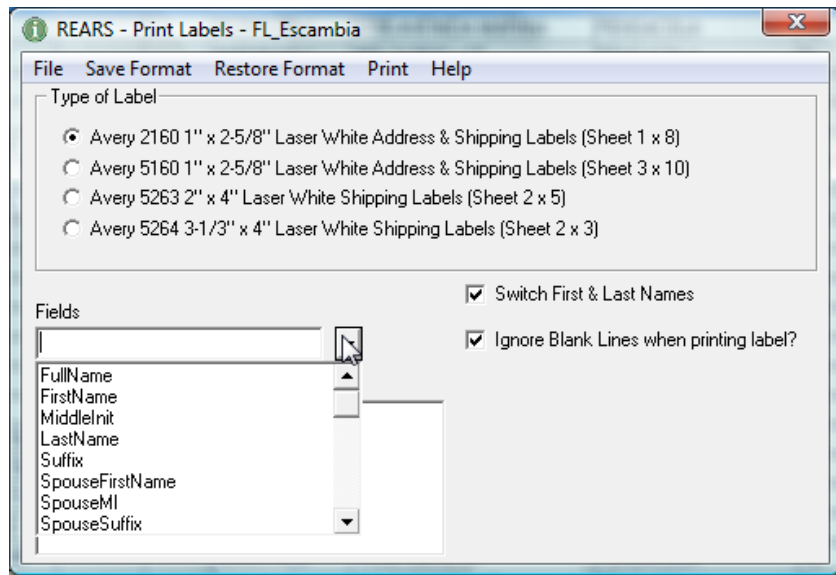 REARS - Print Labels - FL_Escambia
File Save Format Restore Format Print Help
Type of Label
Avery 2160 1" x 2-5/8" Laser White Address & Shipping Labels (Sheet 1 x 8)
Avery 5160 1" x 2-5/8" Laser White Address & Shipping Labels (Sheet 3 x 10)
Avery 5263 2" x 4" Laser White Shipping Labels (Sheet 2 x 5)
Avery 5264 3-1/3" x 4" Laser White Shipping Labels (Sheet 2 x 3)
Switch First & Last Names
Fields
Ignore Blank Lines when printing label?
FullName
FirstName
MiddleInit
LastName
Suffix
SpouseFirstName
SpouseMI
SpouseSuffix